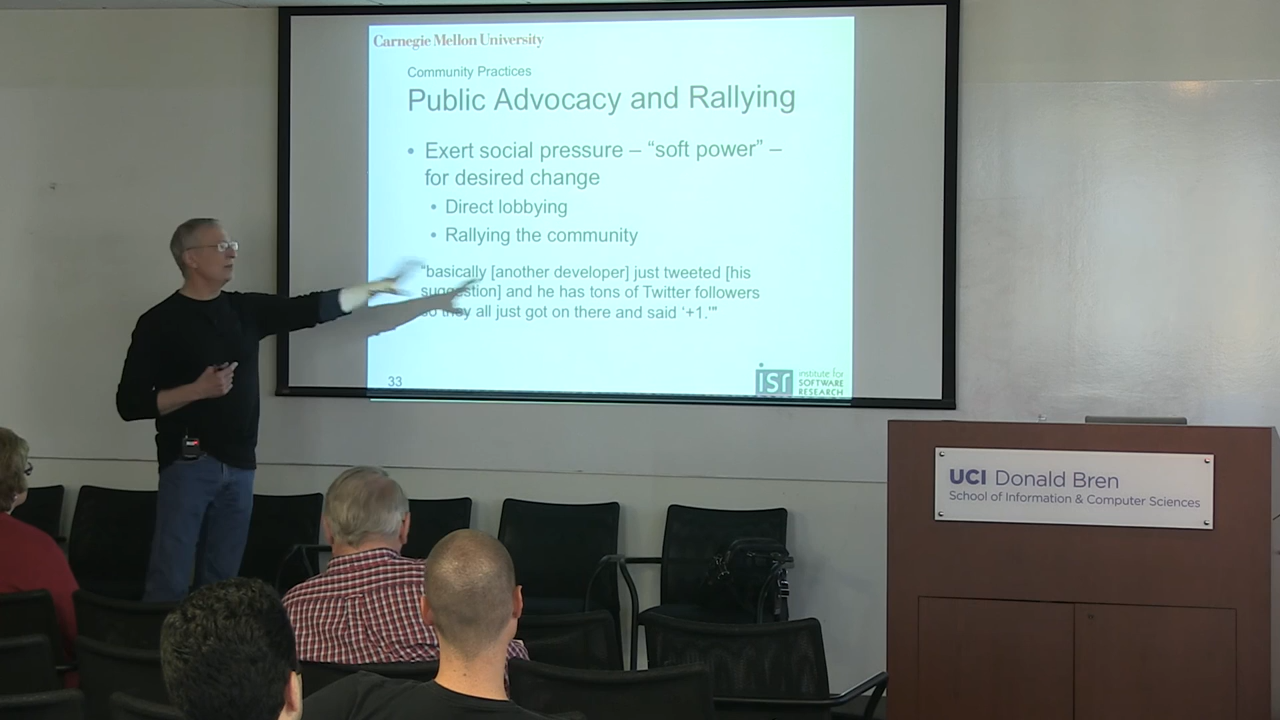 Carnegie Mellon University
Community Practices
Public Advocacy and Rallying
• Exert social pressure – “soft power” –
for desired change
• Direct lobbying
• Rallying the community
“basically [another developer] just tweeted [his
suggestion] and he has tons of Twitter followers
so they all just got on there and said ‘+1.’"
33
isr institute for
SOFTWARE
RESEARCH
UCI Donald Bren
School of Information & Computer Sciences